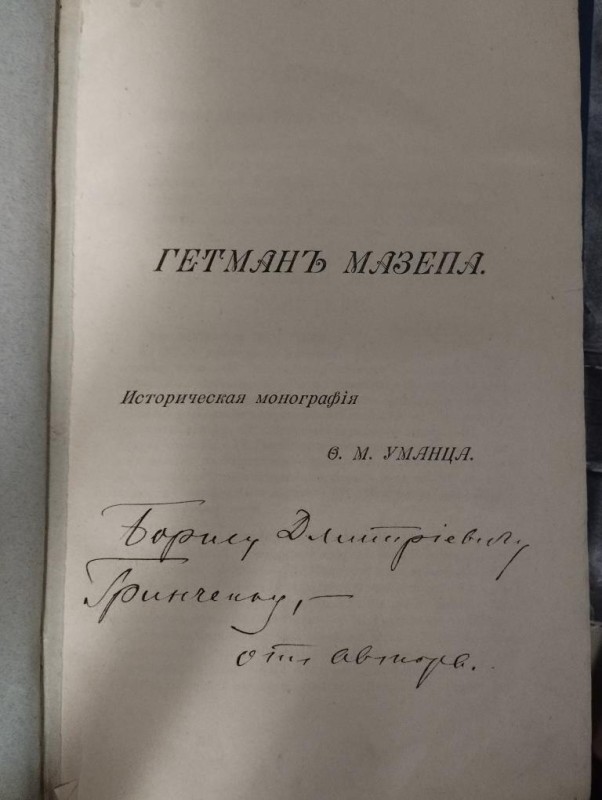 ГЕТМАНЪ МАЗЕПА.
Историческая монографія
Ѳ. М. УМАНЦА.
Борису Дмитріевичу
Гринченку, —
отъ автора.